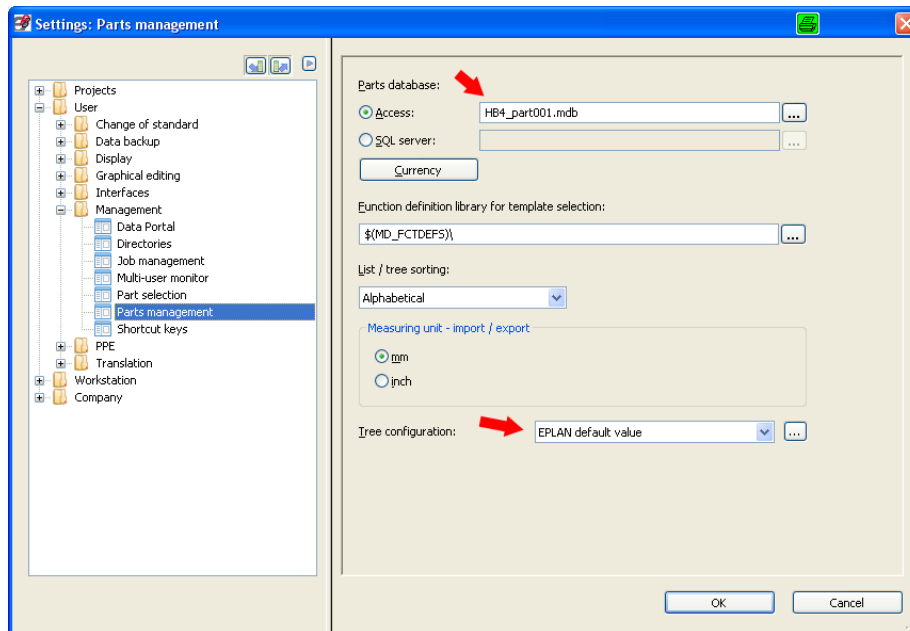 Settings: Parts management
Projects
User
Change of standard
Data backup
Display
Graphical editing
Interfaces
Management
Data Portal
Directories
Job management
Multi-user monitor
Part selection
Parts management
Shortcut keys
PPE
Translation
Workstation
Company
Parts database:
Access: HB4_part001.mdb ...
SQL server: ...
Currency
Function definition library for template selection:
$(MD_FCTDEFS)\ ...
List / tree sorting:
Alphabetical
Measuring unit - import / export
mm
inch
Tree configuration: EPLAN default value ...
OK Cancel